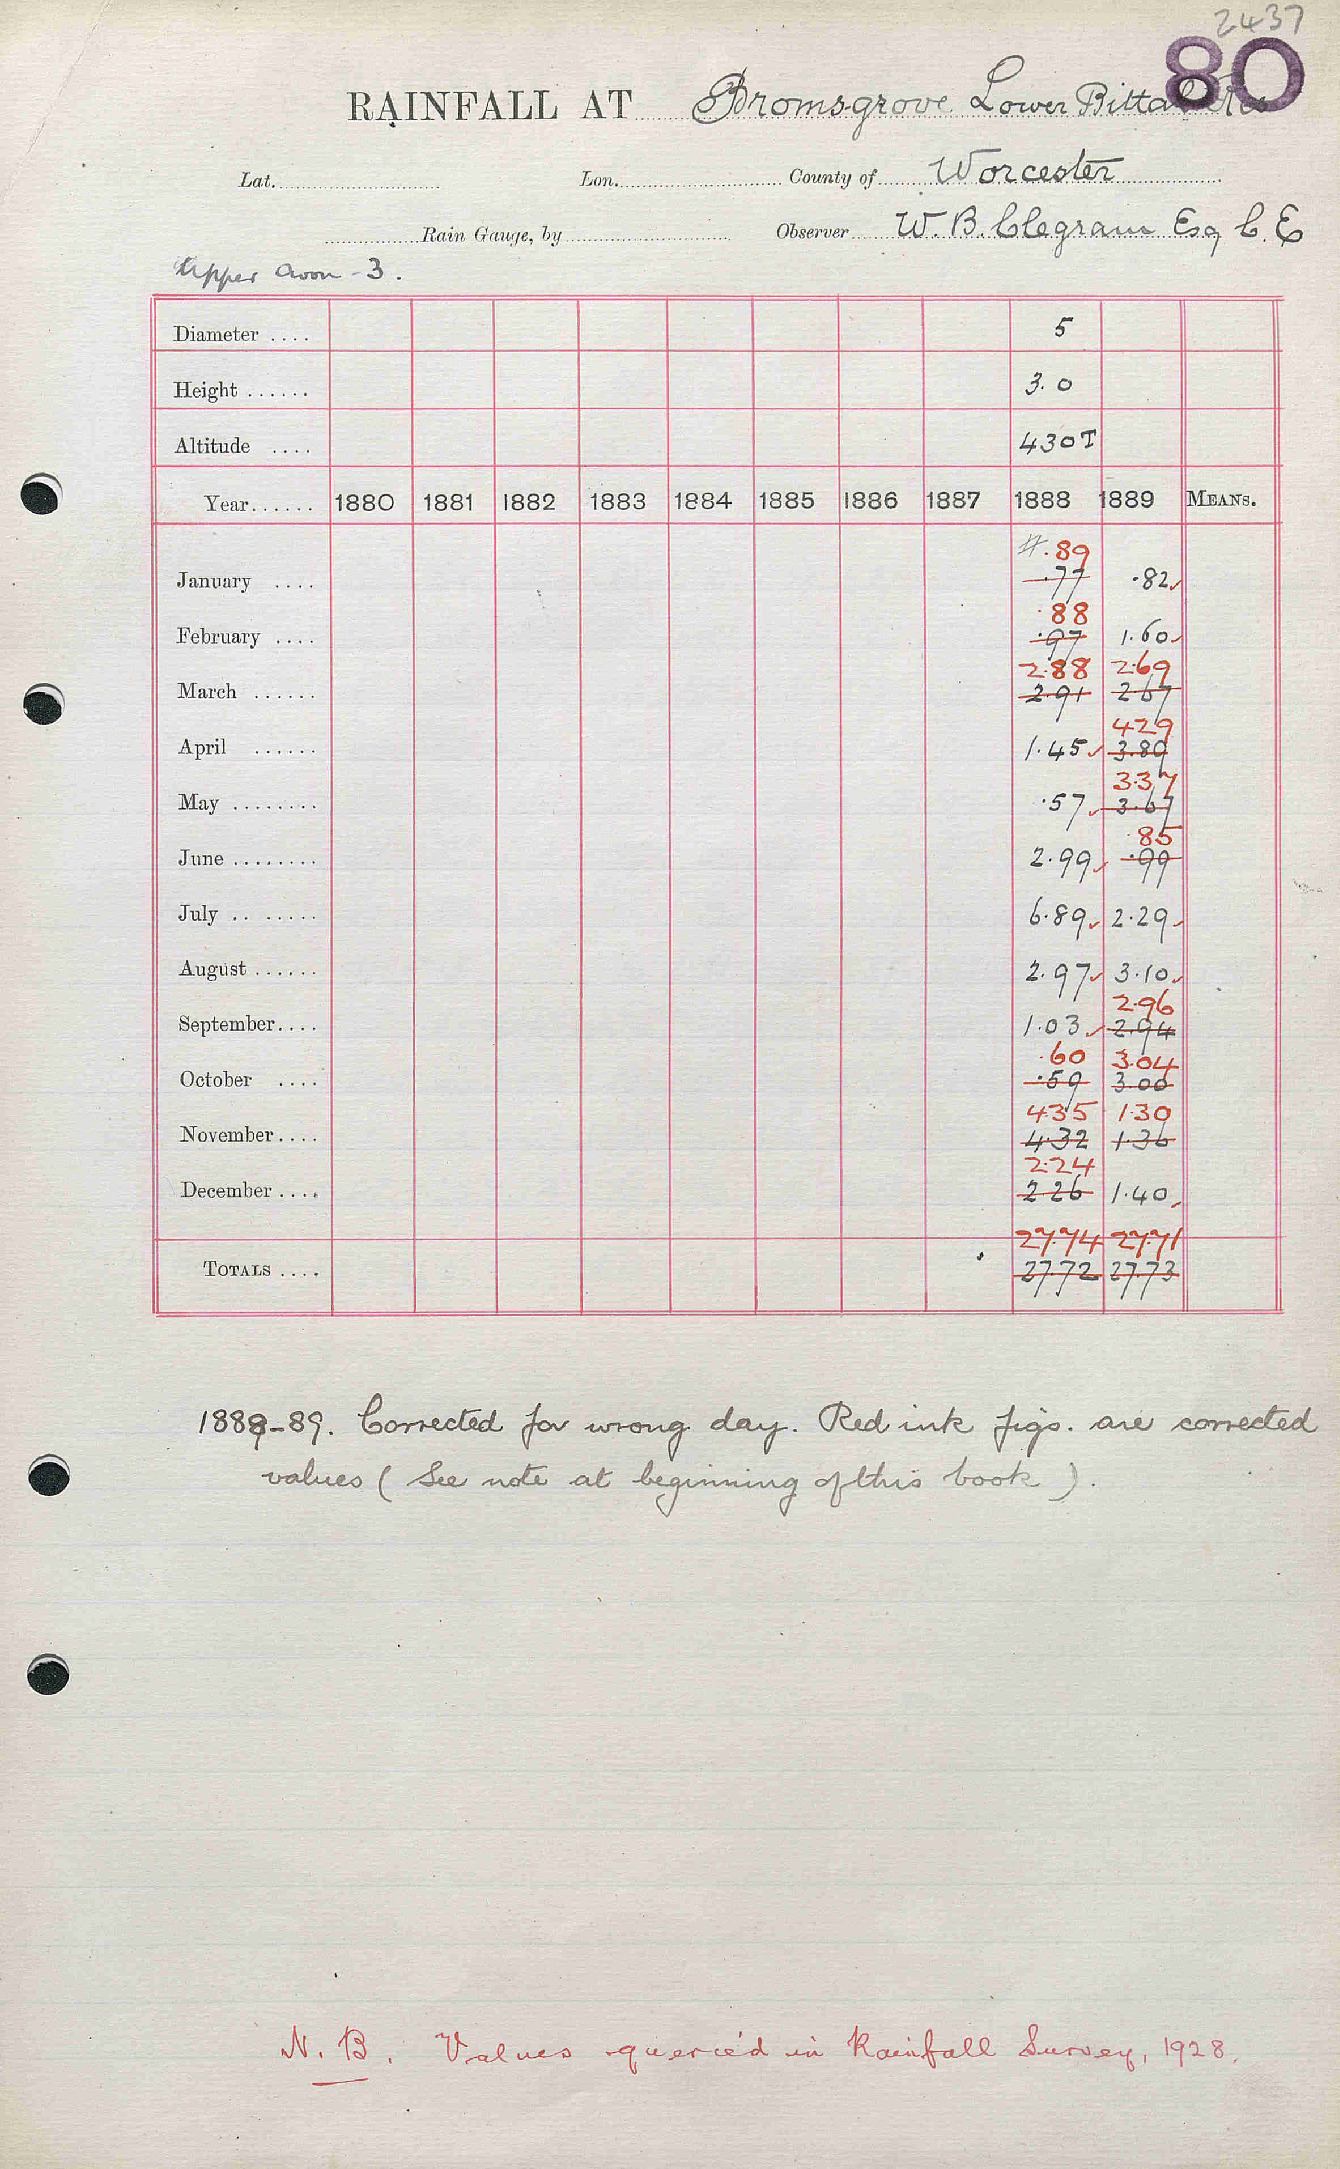 2437
80
RAINFALL AT Bromsgrove Lower Bittal Res
Lat. Lon. County of Worcester
Rain Gauge, by Observer W. B. Clegram Esq C. E
Upper Avon - 3.
Diameter .... 5
Height ...... 3. 0
Altitude .... 430T
Year...... 1880 1881 1882 1883 1884 1885 1886 1887 1888 1889 MEANS.
#.89
January .... .77 .82
.88
February .... .97 1.60
2.88 2.69
March ...... 2.91 2.67
4.29
April ...... 1.45 3.89
3.37
May ........ .57 3.67
.85
June ........ 2.99 .99
July .. ...... 6.89 2.29
August ...... 2.97 3.10
2.96
September.... 1.03 2.94
.60 3.04
October .... .59 3.00
4.35 1.30
November.... 4.32 1.36
2.24
December .... 2.26 1.40
27.74 27.71
TOTALS .... 27.72 27.73
1888-89. Corrected for wrong day. Red ink figs. are corrected
values ( See note at beginning of this book ).
N. B. Values queried in Rainfall Survey, 1928.